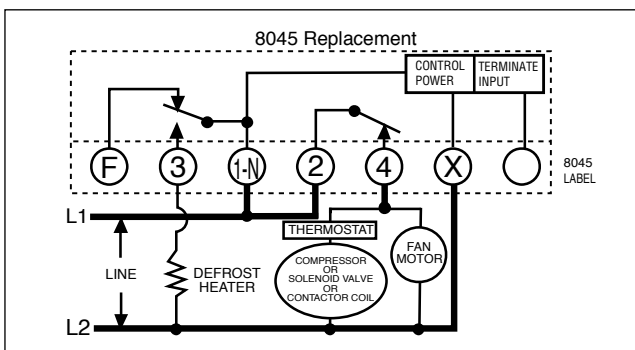 8045 Replacement
CONTROL POWER
TERMINATE INPUT
F 3 1-N 2 4 X
8045 LABEL
L1
THERMOSTAT
LINE
DEFROST HEATER
COMPRESSOR
OR
SOLENOID VALVE
OR
CONTACTOR COIL
FAN MOTOR
L2